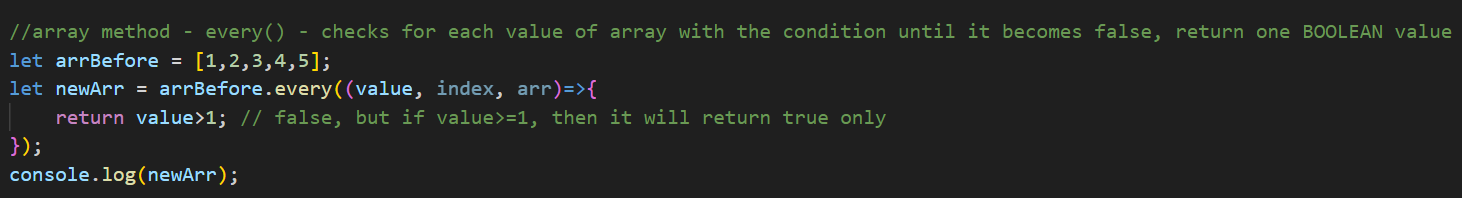 //array method - every() - checks for each value of array with the condition until it becomes false, return one BOOLEAN value
let arrBefore = [1,2,3,4,5];
let newArr = arrBefore.every((value, index, arr)=>{
    return value>1; // false, but if value>=1, then it will return true only
});
console.log(newArr);